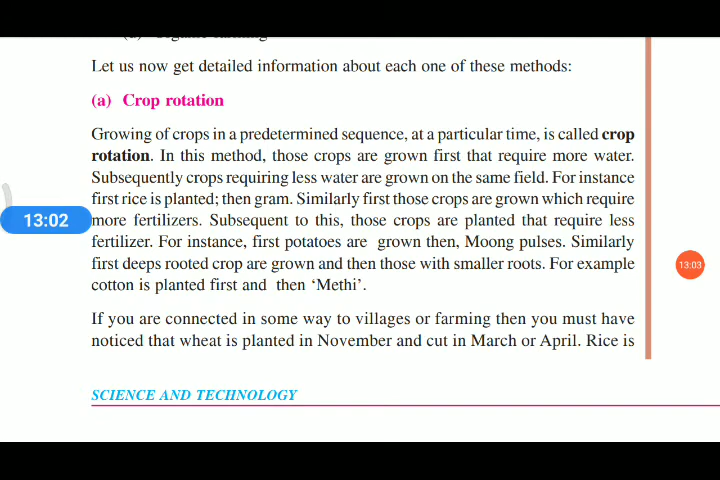 Let us now get detailed information about each one of these methods:
(a) Crop rotation
Growing of crops in a predetermined sequence, at a particular time, is called crop
rotation. In this method, those crops are grown first that require more water.
Subsequently crops requiring less water are grown on the same field. For instance
first rice is planted; then gram. Similarly first those crops are grown which require
13:02
more fertilizers. Subsequent to this, those crops are planted that require less
fertilizer. For instance, first potatoes are grown then, Moong pulses. Similarly
first deeps rooted crop are grown and then those with smaller roots. For example
13:03
cotton is planted first and then ‘Methi’.
If you are connected in some way to villages or farming then you must have
noticed that wheat is planted in November and cut in March or April. Rice is
SCIENCE AND TECHNOLOGY